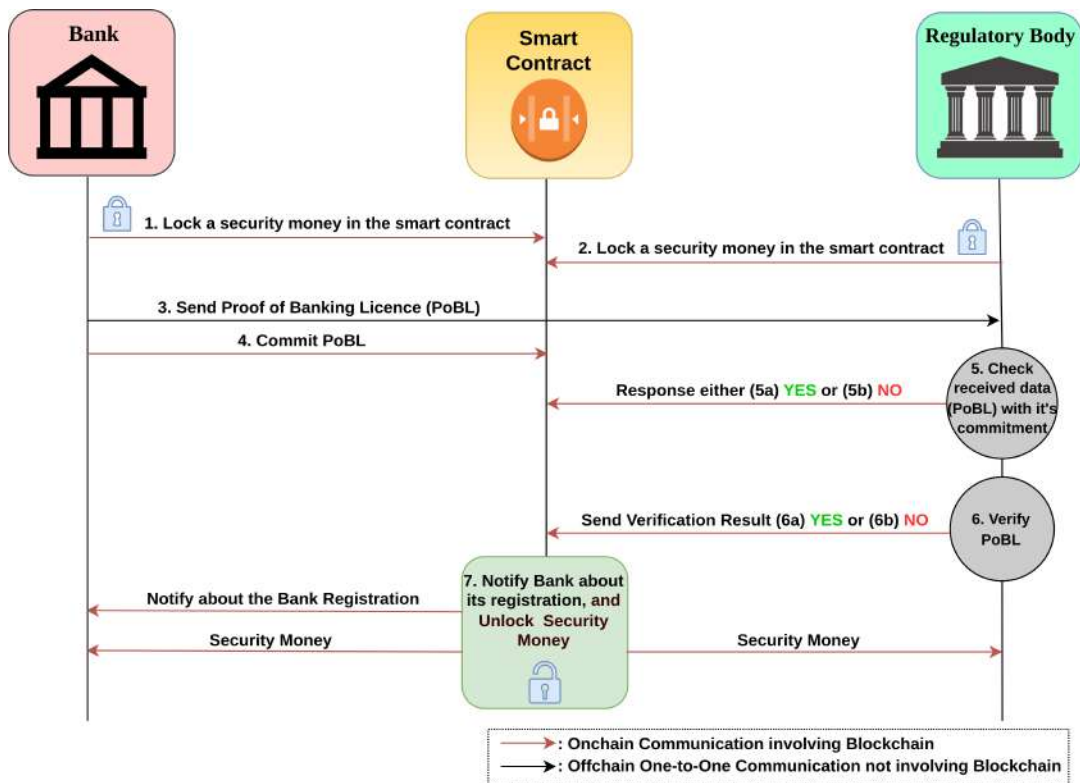 Bank
Smart
Contract
Regulatory Body
1. Lock a security money in the smart contract
2. Lock a security money in the smart contract
3. Send Proof of Banking Licence (PoBL)
4. Commit PoBL
5. Check
received data
(PoBL) with it's
commitment
Response either (5a) YES or (5b) NO
Send Verification Result (6a) YES or (6b) NO
6. Verify
PoBL
7. Notify Bank about
its registration, and
Unlock Security
Money
Notify about the Bank Registration
Security Money
Security Money
: Onchain Communication involving Blockchain
: Offchain One-to-One Communication not involving Blockchain